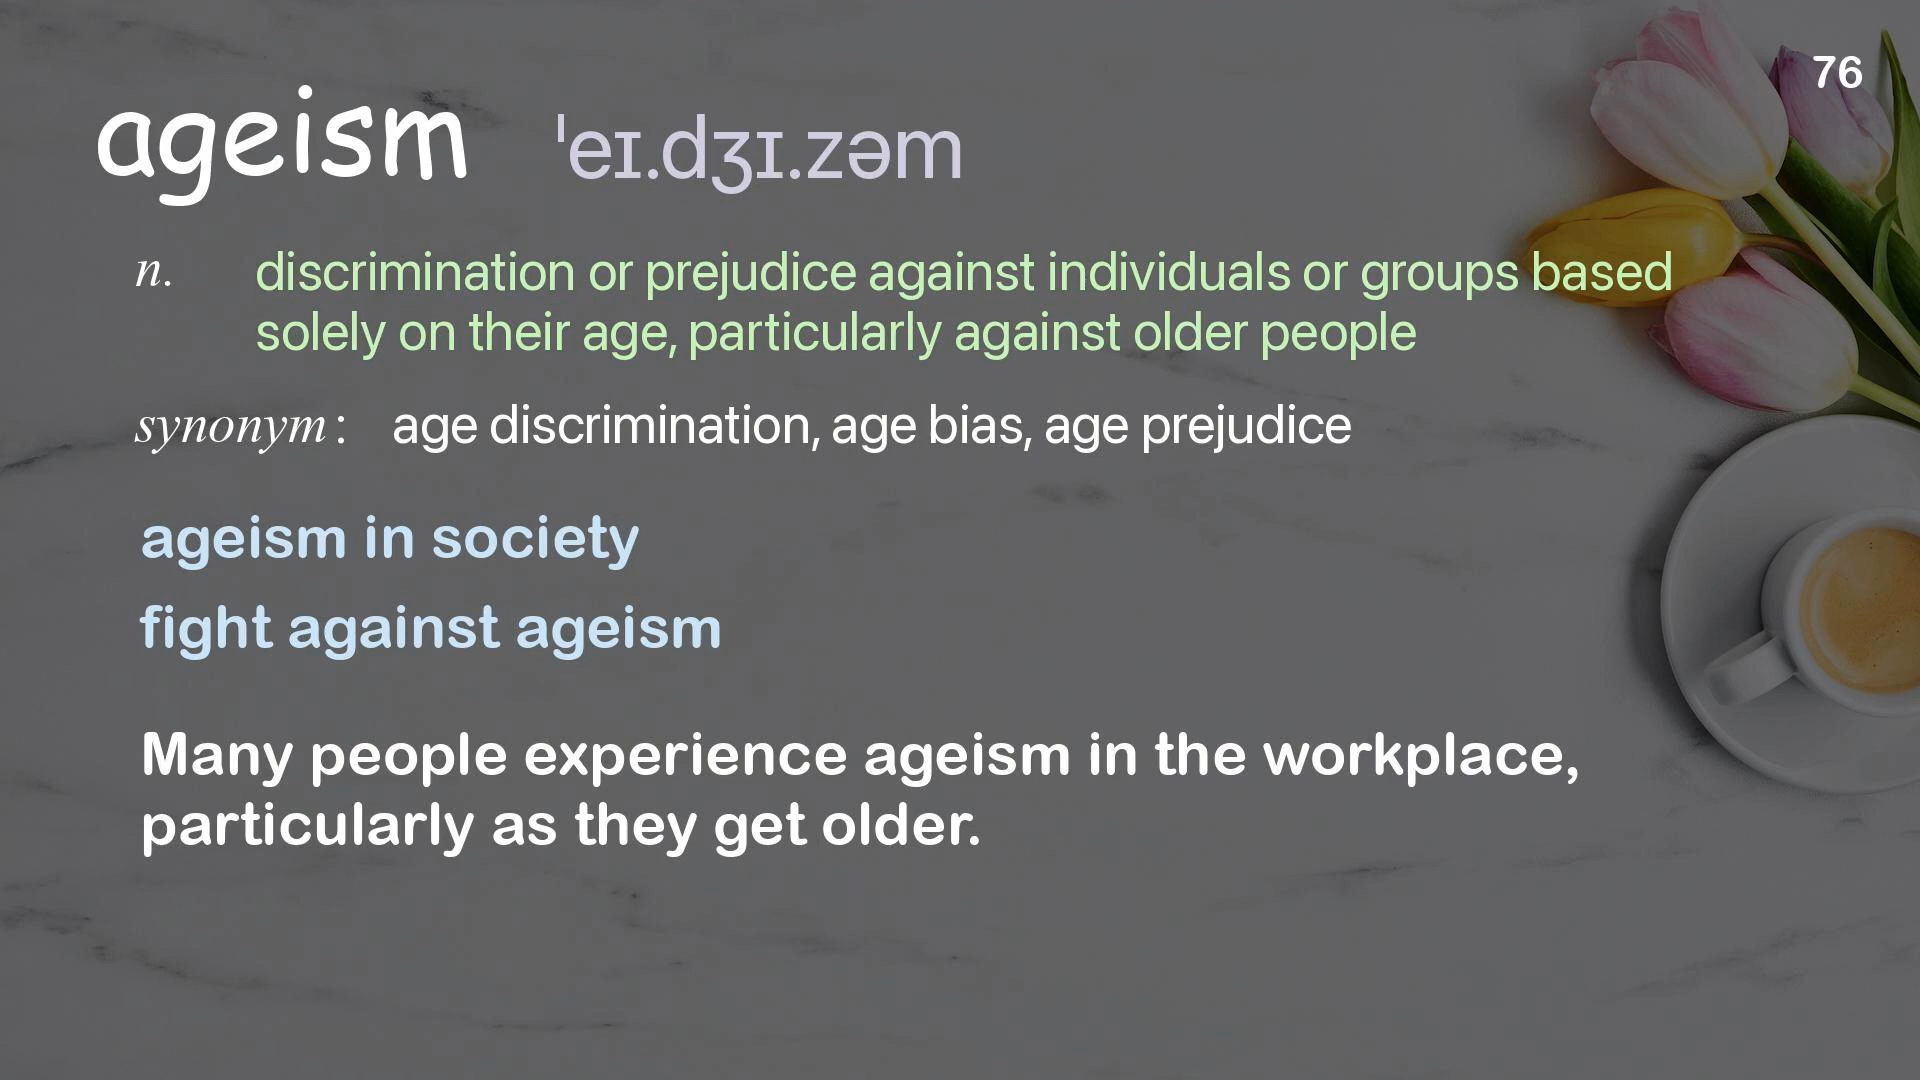 76
ageism ˈeɪ.dʒɪ.zəm
n. discrimination or prejudice against individuals or groups based
solely on their age, particularly against older people
synonym: age discrimination, age bias, age prejudice
ageism in society
fight against ageism
Many people experience ageism in the workplace,
particularly as they get older.